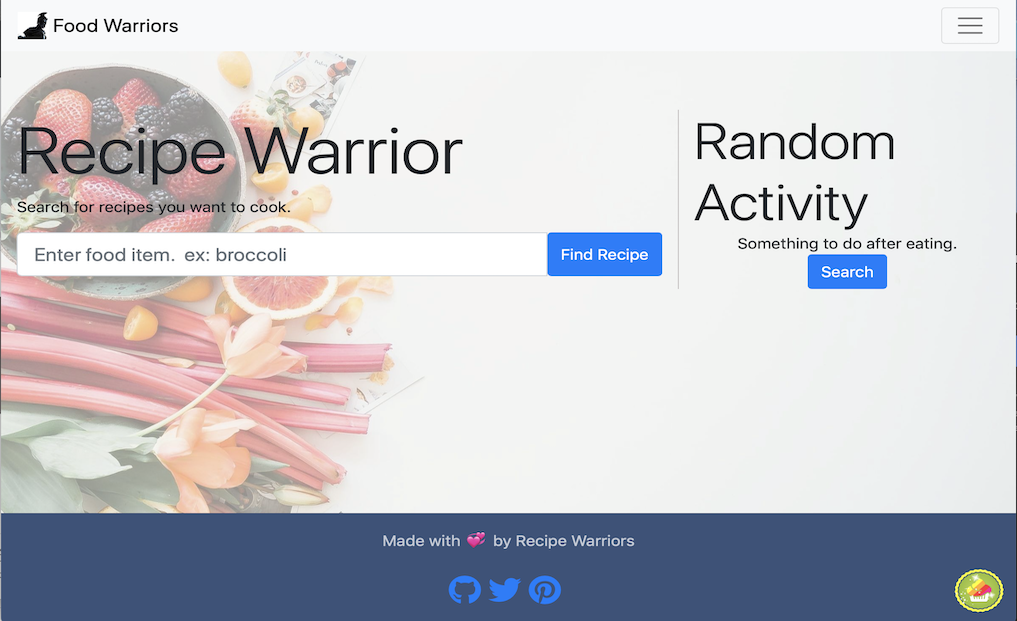 Food Warriors
Recipe Warrior
Search for recipes you want to cook.
Enter food item. ex: broccoli
Find Recipe
Random
Activity
Something to do after eating.
Search
Made with 💞 by Recipe Warriors